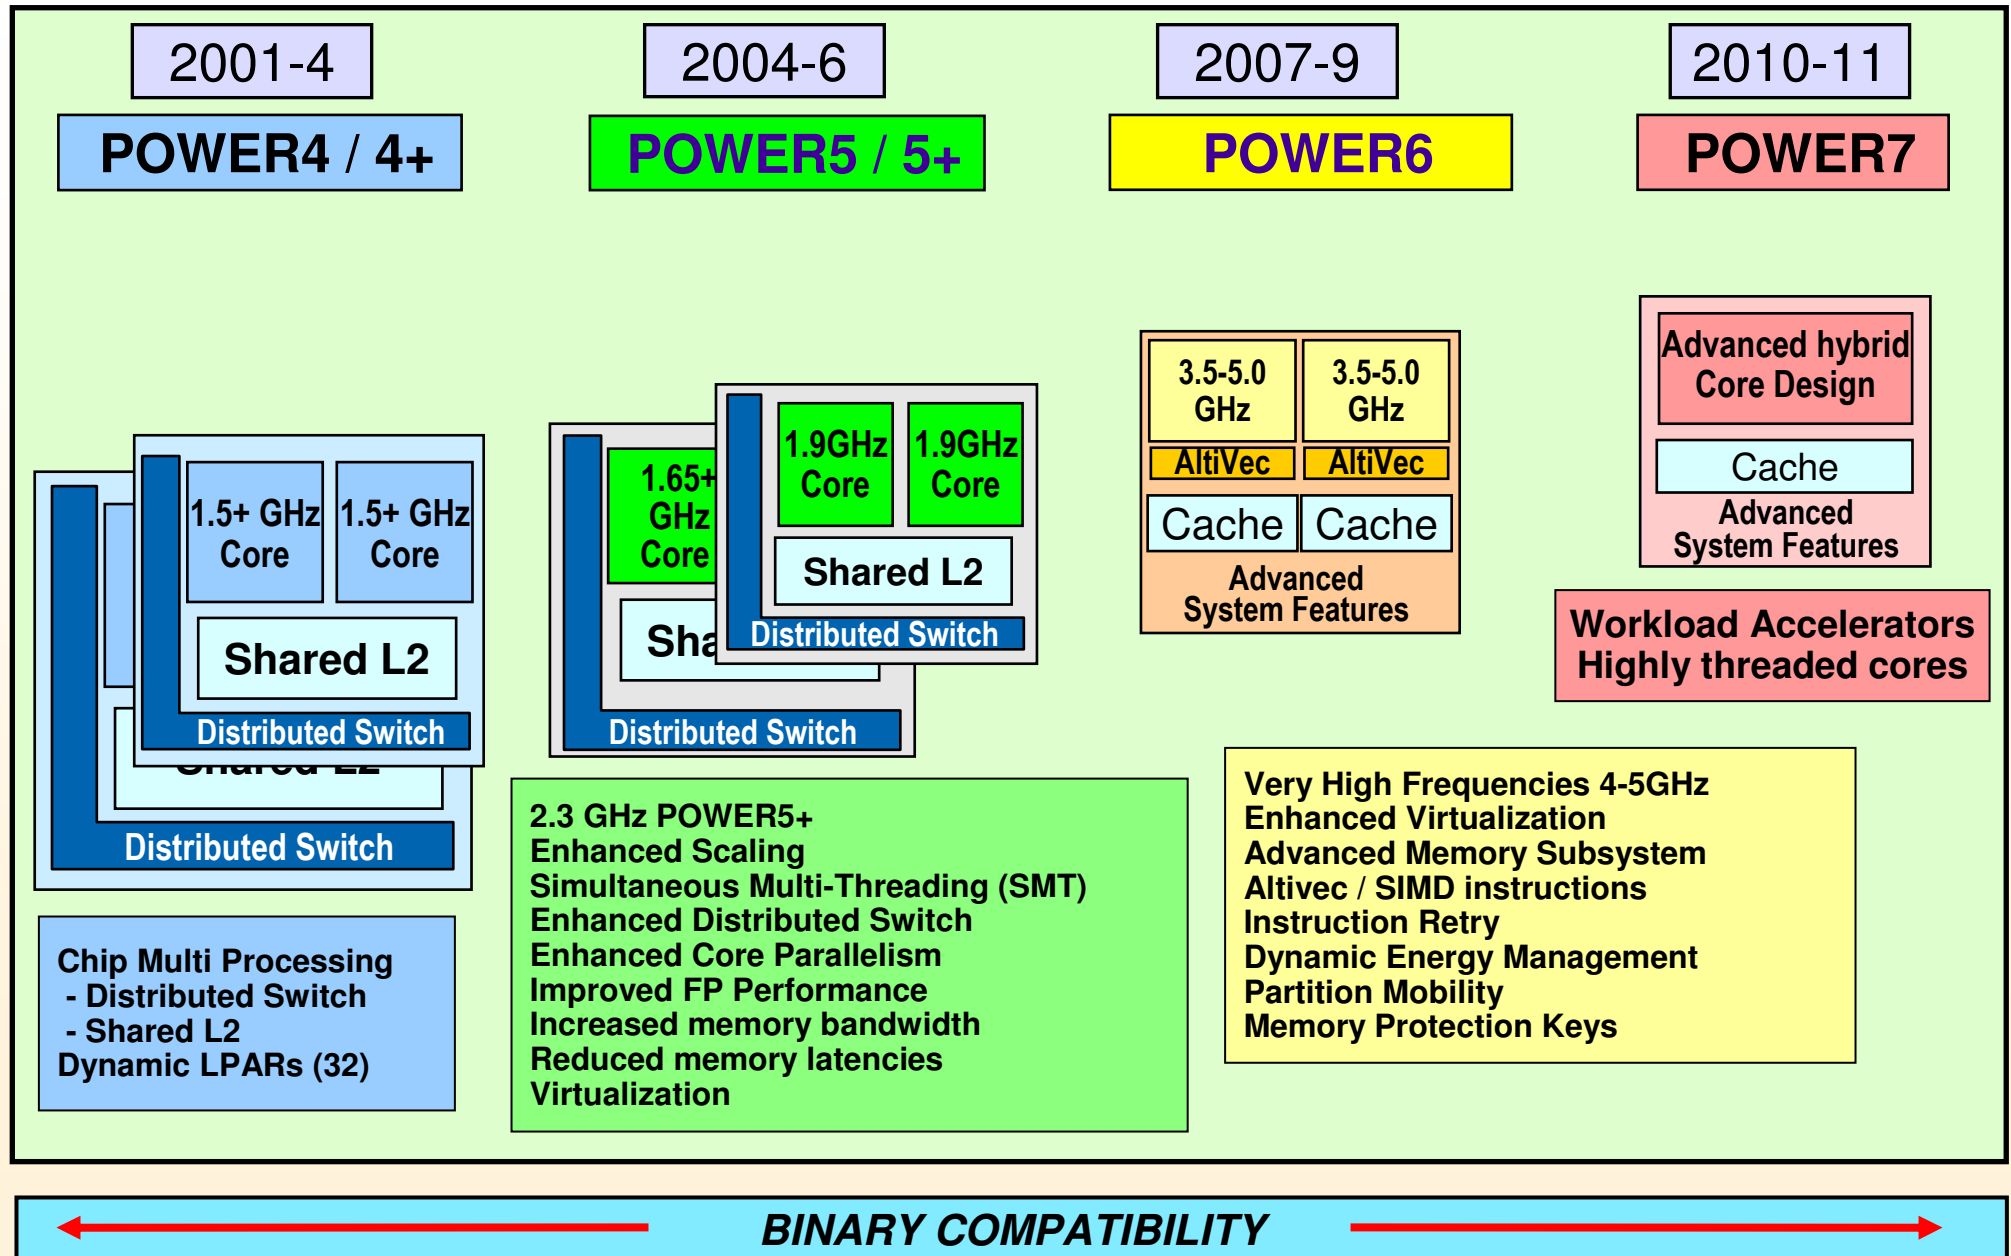 2001-4
2004-6
2007-9
2010-11
POWER4 / 4+
POWER5 / 5+
POWER6
POWER7
1.5+ GHz
Core
1.5+ GHz
Core
Shared L2
Distributed Switch
Shared L2
Distributed Switch
Chip Multi Processing
- Distributed Switch
- Shared L2
Dynamic LPARs (32)
1.9GHz
Core
1.9GHz
Core
Shared L2
Distributed Switch
1.65+
GHz
Core
Sha
Distributed Switch
2.3 GHz POWER5+
Enhanced Scaling
Simultaneous Multi-Threading (SMT)
Enhanced Distributed Switch
Enhanced Core Parallelism
Improved FP Performance
Increased memory bandwidth
Reduced memory latencies
Virtualization
3.5-5.0
GHz
3.5-5.0
GHz
AltiVec
AltiVec
Cache
Cache
Advanced
System Features
Very High Frequencies 4-5GHz
Enhanced Virtualization
Advanced Memory Subsystem
Altivec / SIMD instructions
Instruction Retry
Dynamic Energy Management
Partition Mobility
Memory Protection Keys
Advanced hybrid
Core Design
Cache
Advanced
System Features
Workload Accelerators
Highly threaded cores
BINARY COMPATIBILITY